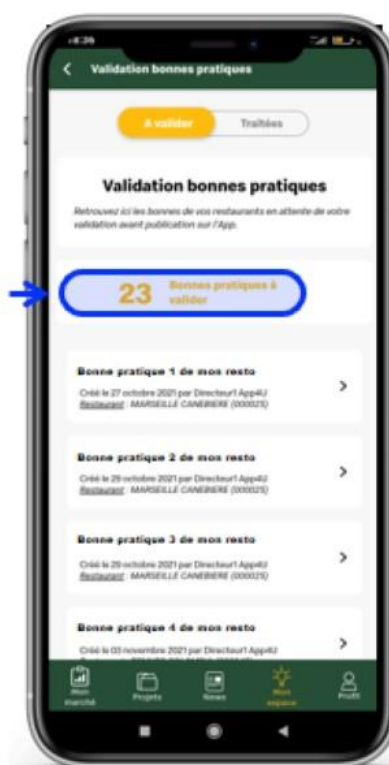 Validation bonnes pratiques
A valider
Traitées
Validation bonnes pratiques
Retrouvez ici les bonnes de vos restaurants en attente de votre
validation avant publication sur l'App.
23 Bonnes pratiques à
valider
Bonne pratique 1 de mon resto
Créé le 27 octobre 2021 par Directeur1 App4U
Restaurant : MARSEILLE CANEBIERE (000025)
Bonne pratique 2 de mon resto
Créé le 29 octobre 2021 par Directeur1 App4U
Restaurant : MARSEILLE CANEBIERE (000025)
Bonne pratique 3 de mon resto
Créé le 29 octobre 2021 par Directeur1 App4U
Restaurant : MARSEILLE CANEBIERE (000025)
Bonne pratique 4 de mon resto
Créé le 03 novembre 2021 par Directeur1 App4U
Mon
marché
Projets
News
Mon
espace
Profil